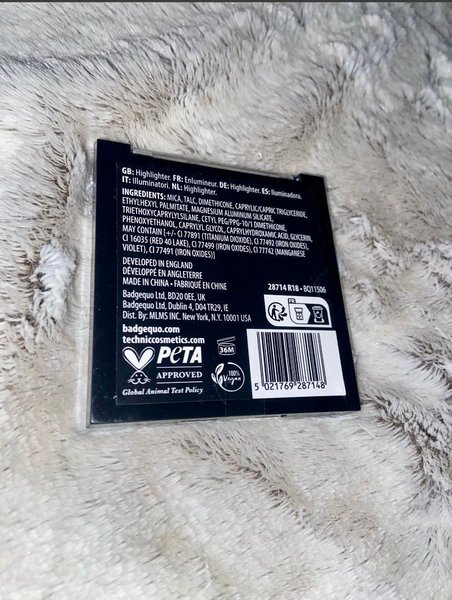 GB: Highlighter. FR: Enlumineur. DE: Highlighter. ES: Iluminadora.
IT: Illuminatori. NL: Highlighter.
INGREDIENTS: MICA, TALC, DIMETHICONE, CAPRYLIC/CAPRIC TRIGLYCERIDE,
ETHYLHEXYL PALMITATE, MAGNESIUM ALUMINUM SILICATE,
TRIETHOXYCAPRYLYLSILANE, CETYL PEG/PPG-10/1 DIMETHICONE,
PHENOXYETHANOL, CAPRYLYL GLYCOL, CAPRYLHYDROXAMIC ACID, GLYCERIN,
MAY CONTAIN [+/- CI 77891 (TITANIUM DIOXIDE), CI 77492 (IRON OXIDES),
CI 16035 (RED 40 LAKE), CI 77499 (IRON OXIDES), CI 77742 (MANGANESE
VIOLET), CI 77491 (IRON OXIDES)]
DEVELOPED IN ENGLAND
DÉVELOPPÉ EN ANGLETERRE
MADE IN CHINA • FABRIQUÉ EN CHINE
Badgequo Ltd, BD20 0EE, UK
Badgequo Ltd, Dublin 4, D04 TR29, IE
Dist. By: MLMS INC. New York, N.Y. 10001 USA
badgequo.com
techniccosmetics.com
PETA
APPROVED
Global Animal Test Policy
36M
100%
Vegan
28714 R18 • BQ11506
FR
5 021769 287148